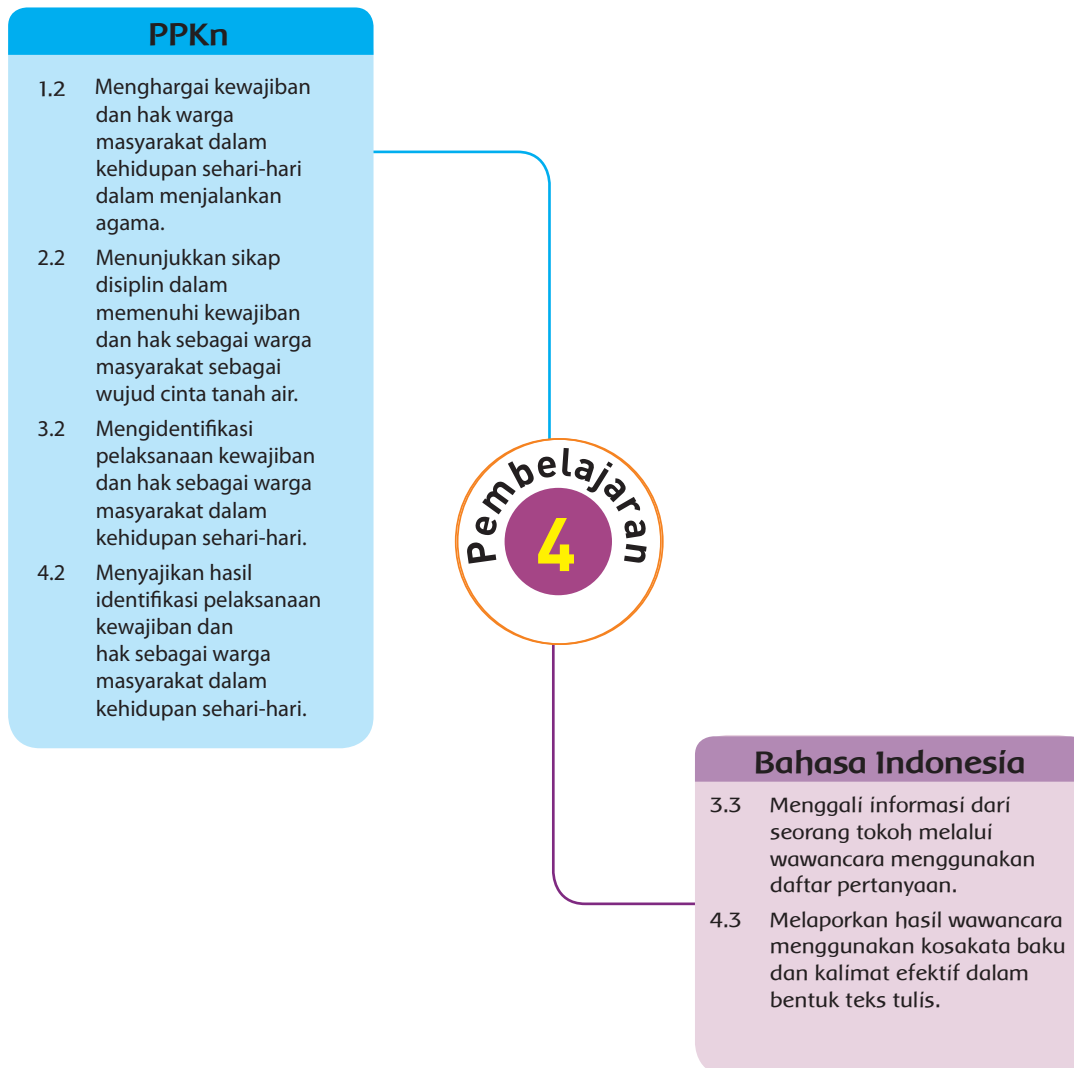 PPKn
1.2 Menghargai kewajiban
dan hak warga
masyarakat dalam
kehidupan sehari-hari
dalam menjalankan
agama.
2.2 Menunjukkan sikap
disiplin dalam
memenuhi kewajiban
dan hak sebagai warga
masyarakat sebagai
wujud cinta tanah air.
3.2 Mengidentifikasi
pelaksanaan kewajiban
dan hak sebagai warga
masyarakat dalam
kehidupan sehari-hari.
4.2 Menyajikan hasil
identifikasi pelaksanaan
kewajiban dan
hak sebagai warga
masyarakat dalam
kehidupan sehari-hari.
Pembelajaran
4
Bahasa Indonesia
3.3 Menggali informasi dari
seorang tokoh melalui
wawancara menggunakan
daftar pertanyaan.
4.3 Melaporkan hasil wawancara
menggunakan kosakata baku
dan kalimat efektif dalam
bentuk teks tulis.